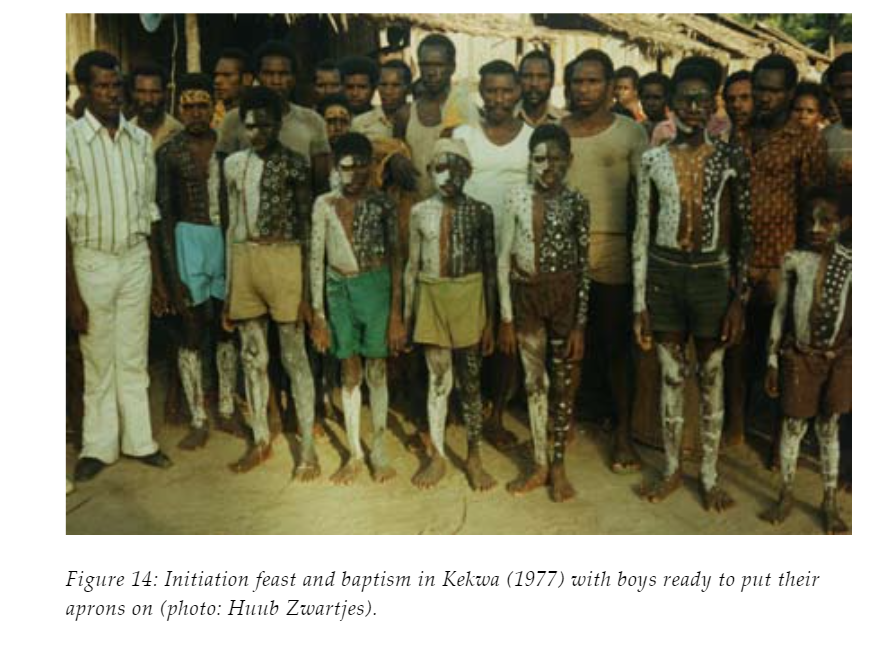 Figure 14: Initiation feast and baptism in Kekwa (1977) with boys ready to put their
aprons on (photo: Huub Zwartjes).